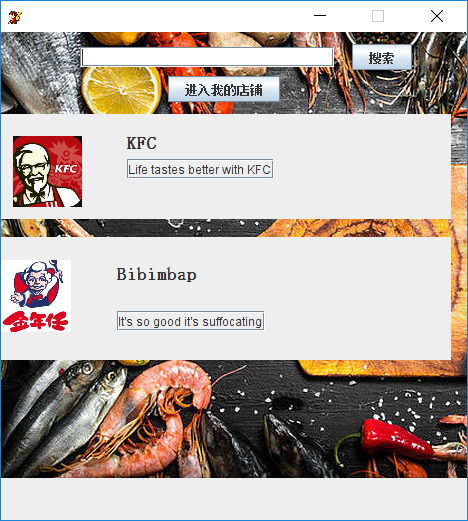 搜索
进入我的店铺
KFC
KFC
Life tastes better with KFC
Bibimbap
金年任
It's so good it's suffocating